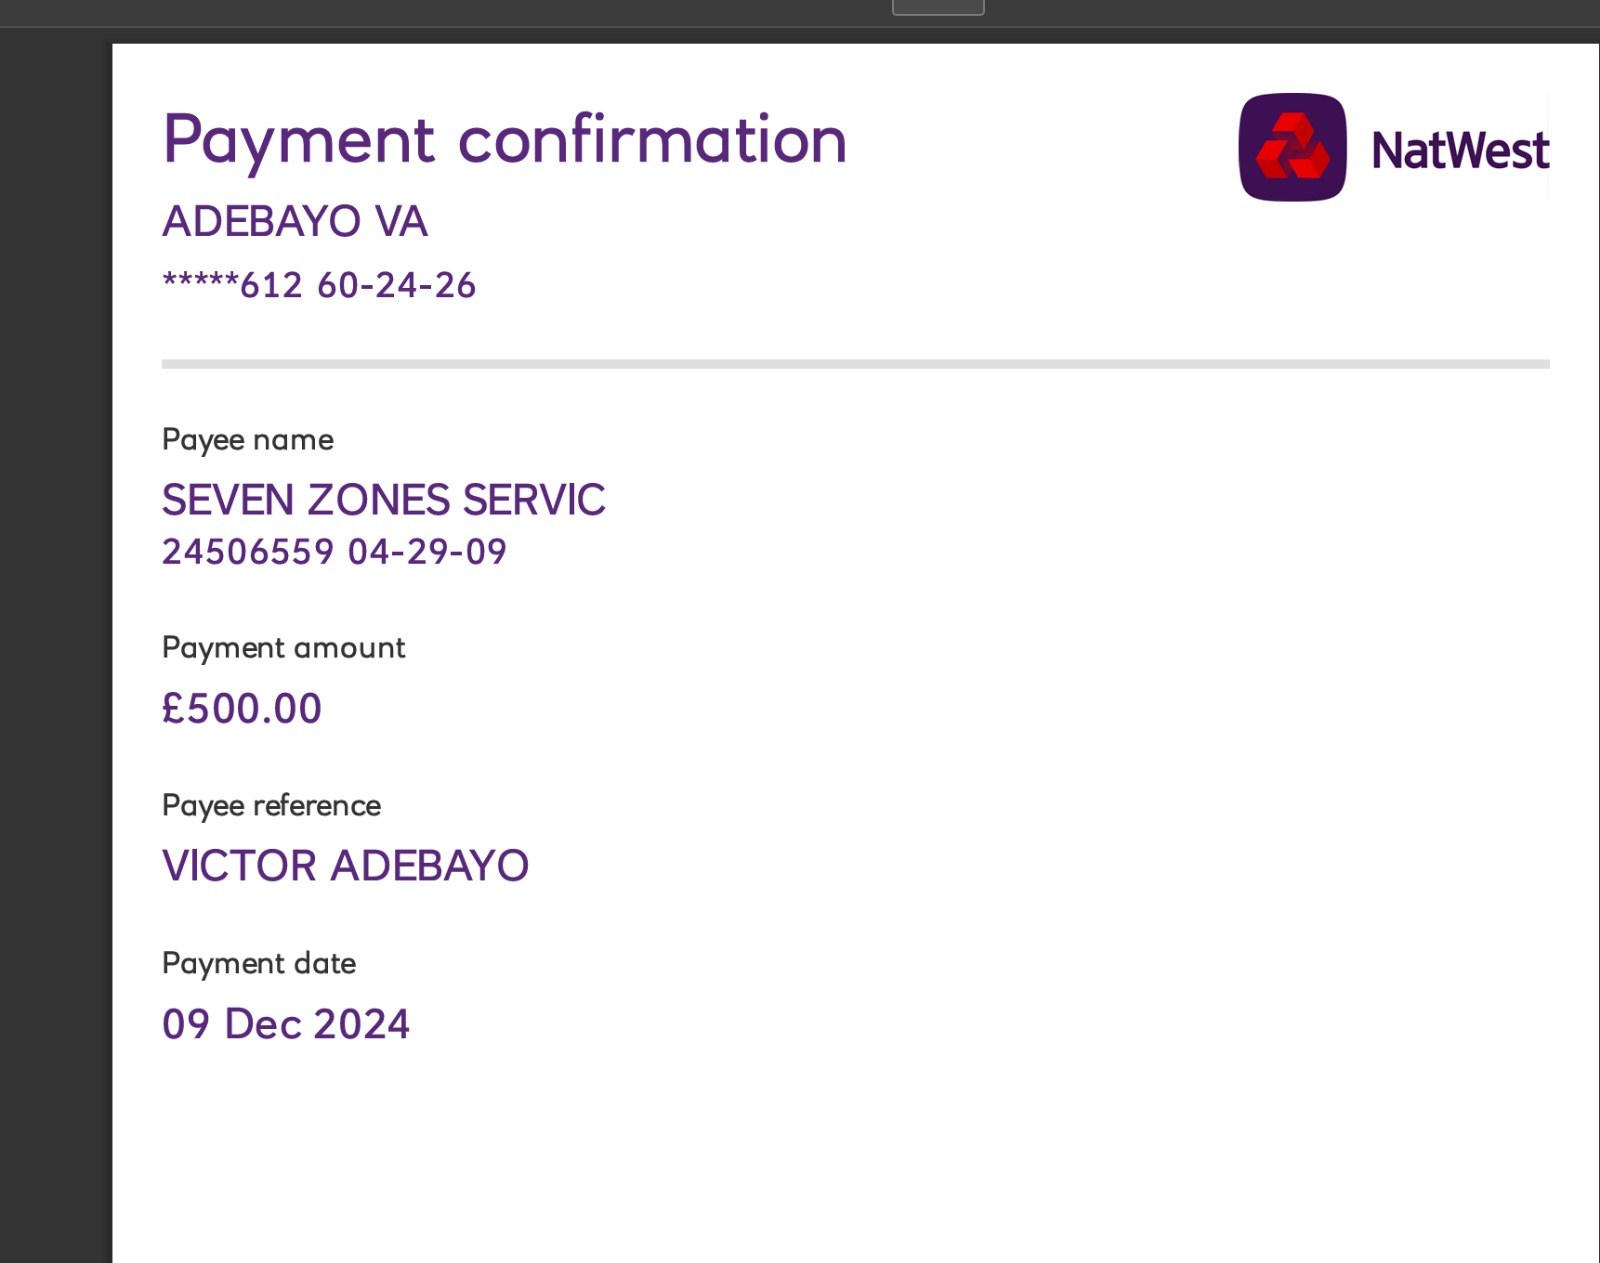 Payment confirmation
NatWest
ADEBAYO VA
*****612 60-24-26
Payee name
SEVEN ZONES SERVIC
24506559 04-29-09
Payment amount
£500.00
Payee reference
VICTOR ADEBAYO
Payment date
09 Dec 2024